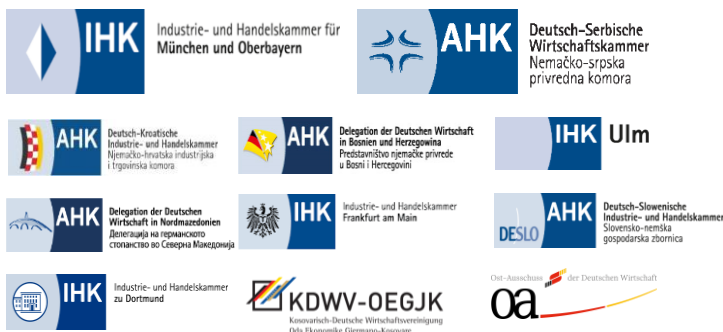 IHK
Industrie- und Handelskammer für
München und Oberbayern
AHK
Deutsch-Serbische
Wirtschaftskammer
Nemačko-srpska
privredna komora
AHK
Deutsch-Kroatische
Industrie- und Handelskammer
Njemačko-hrvatska industrijska
i trgovinska komora
AHK
Delegation der Deutschen Wirtschaft
in Bosnien und Herzegowina
Predstavništvo njemačke privrede
u Bosni i Hercegovini
IHK Ulm
AHK
Delegation der Deutschen
Wirtschaft in Nordmazedonien
Делегација на германското
стопанство во Северна Македонија
IHK
Industrie- und Handelskammer
Frankfurt am Main
DESLO
AHK
Deutsch-Slowenische
Industrie- und Handelskammer
Slovensko-nemška
gospodarska zbornica
IHK
Industrie- und Handelskammer
zu Dortmund
KDWV-OEGJK
Kosovarisch-Deutsche Wirtschaftsvereinigung
Oda Ekonomike Gjermano-Kosovare
Ost-Ausschuss der Deutschen Wirtschaft
oa